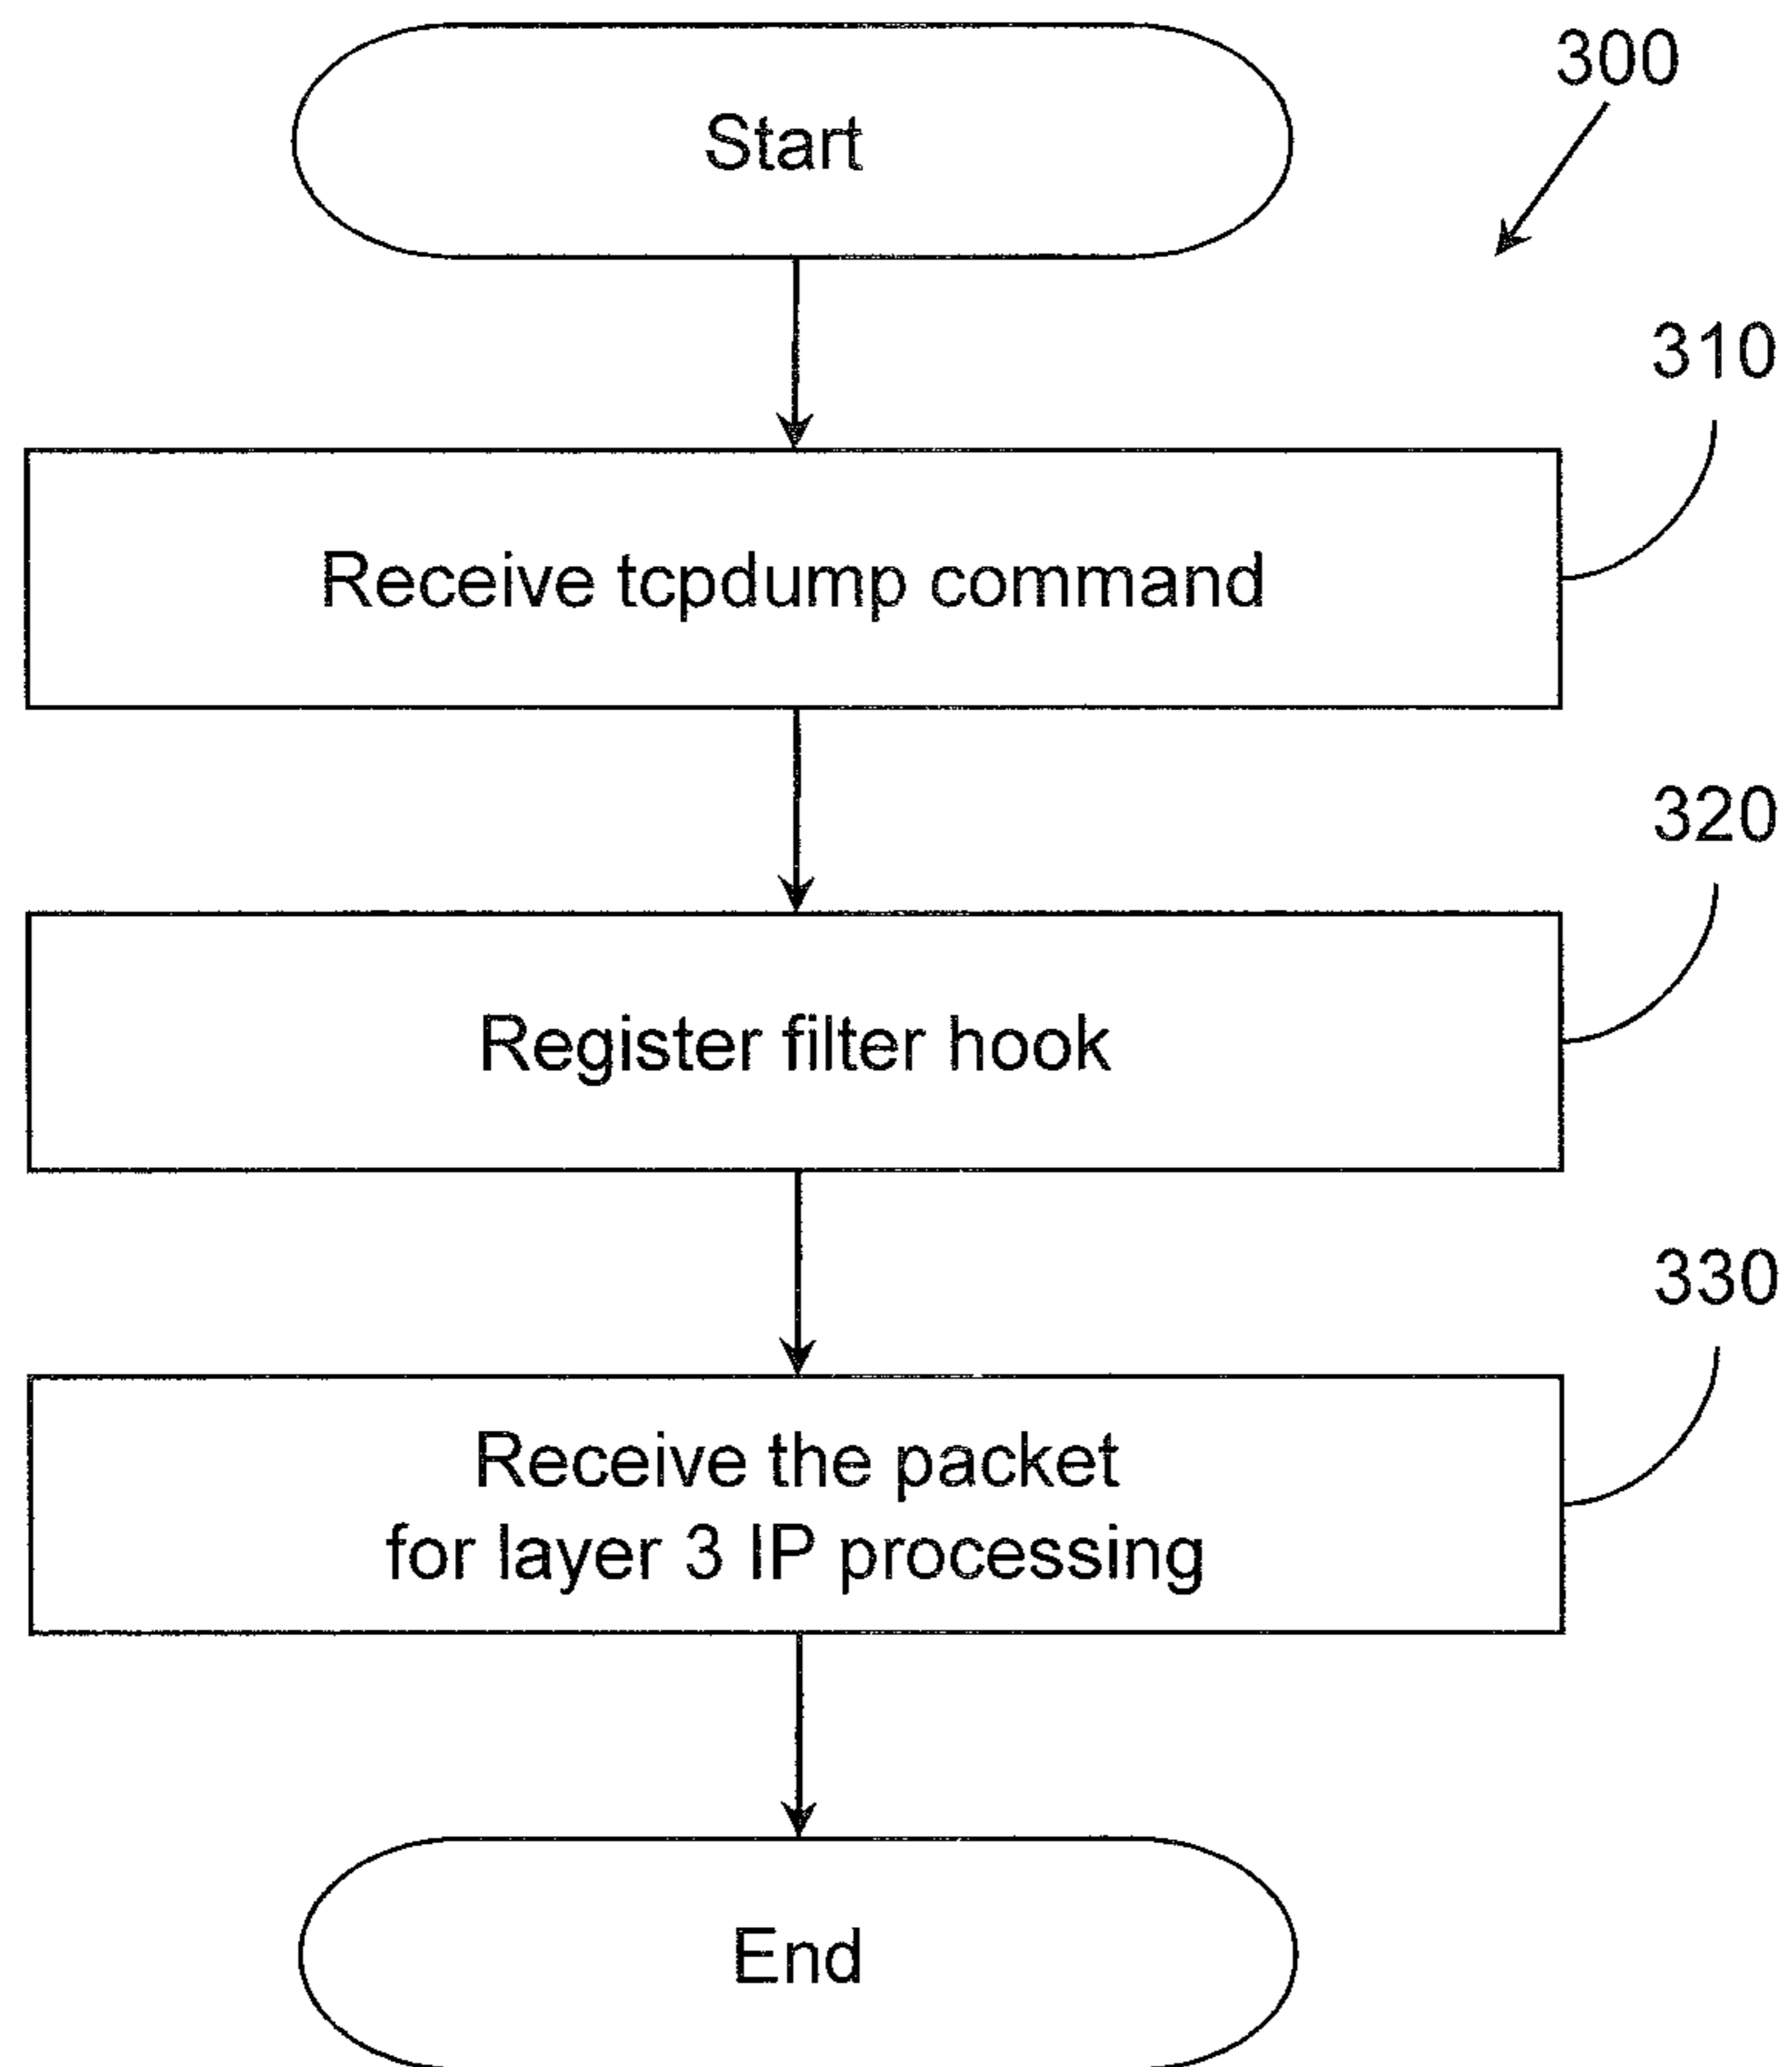 300
Start
310
Receive tcpdump command
320
Register filter hook
330
Receive the packet
for layer 3 IP processing
End